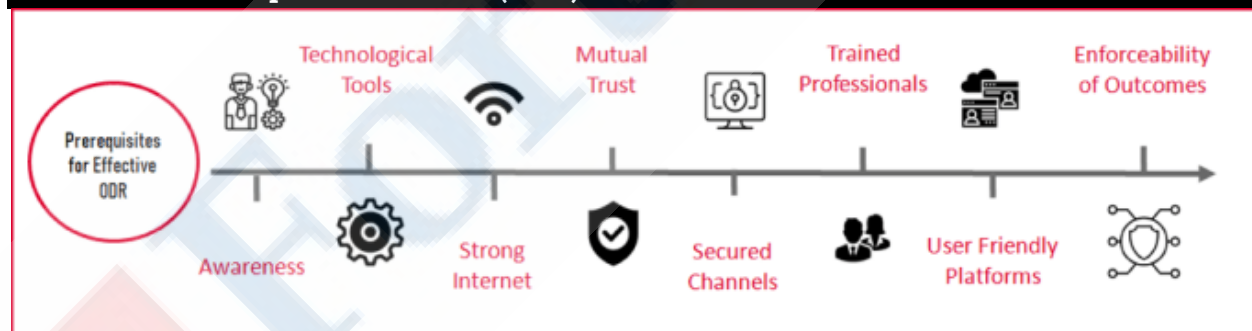 Prerequisites
for Effective
ODR
Technological
Tools
Mutual
Trust
Trained
Professionals
Enforceability
of Outcomes
Awareness
Strong
Internet
Secured
Channels
User Friendly
Platforms